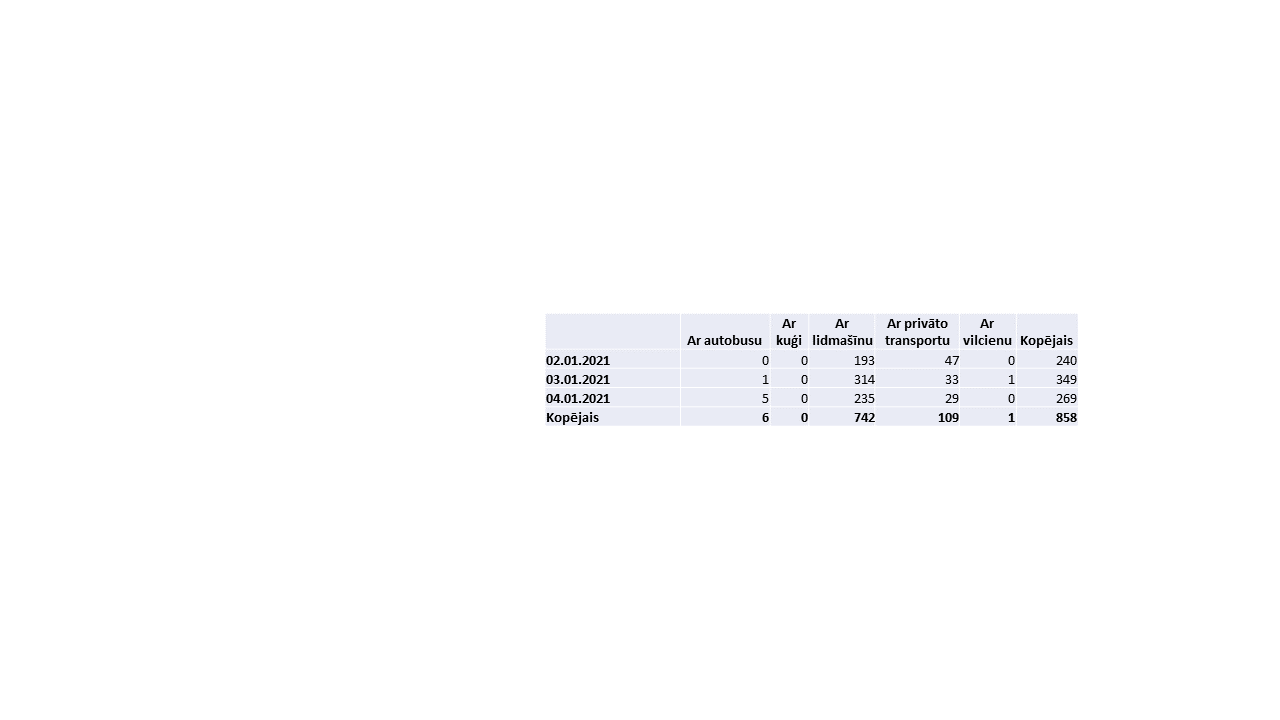 Ar autobusu Ar kuģi Ar lidmašīnu Ar privāto transportu Ar vilcienu Kopējais
02.01.2021 0 0 193 47 0 240
03.01.2021 1 0 314 33 1 349
04.01.2021 5 0 235 29 0 269
Kopējais 6 0 742 109 1 858